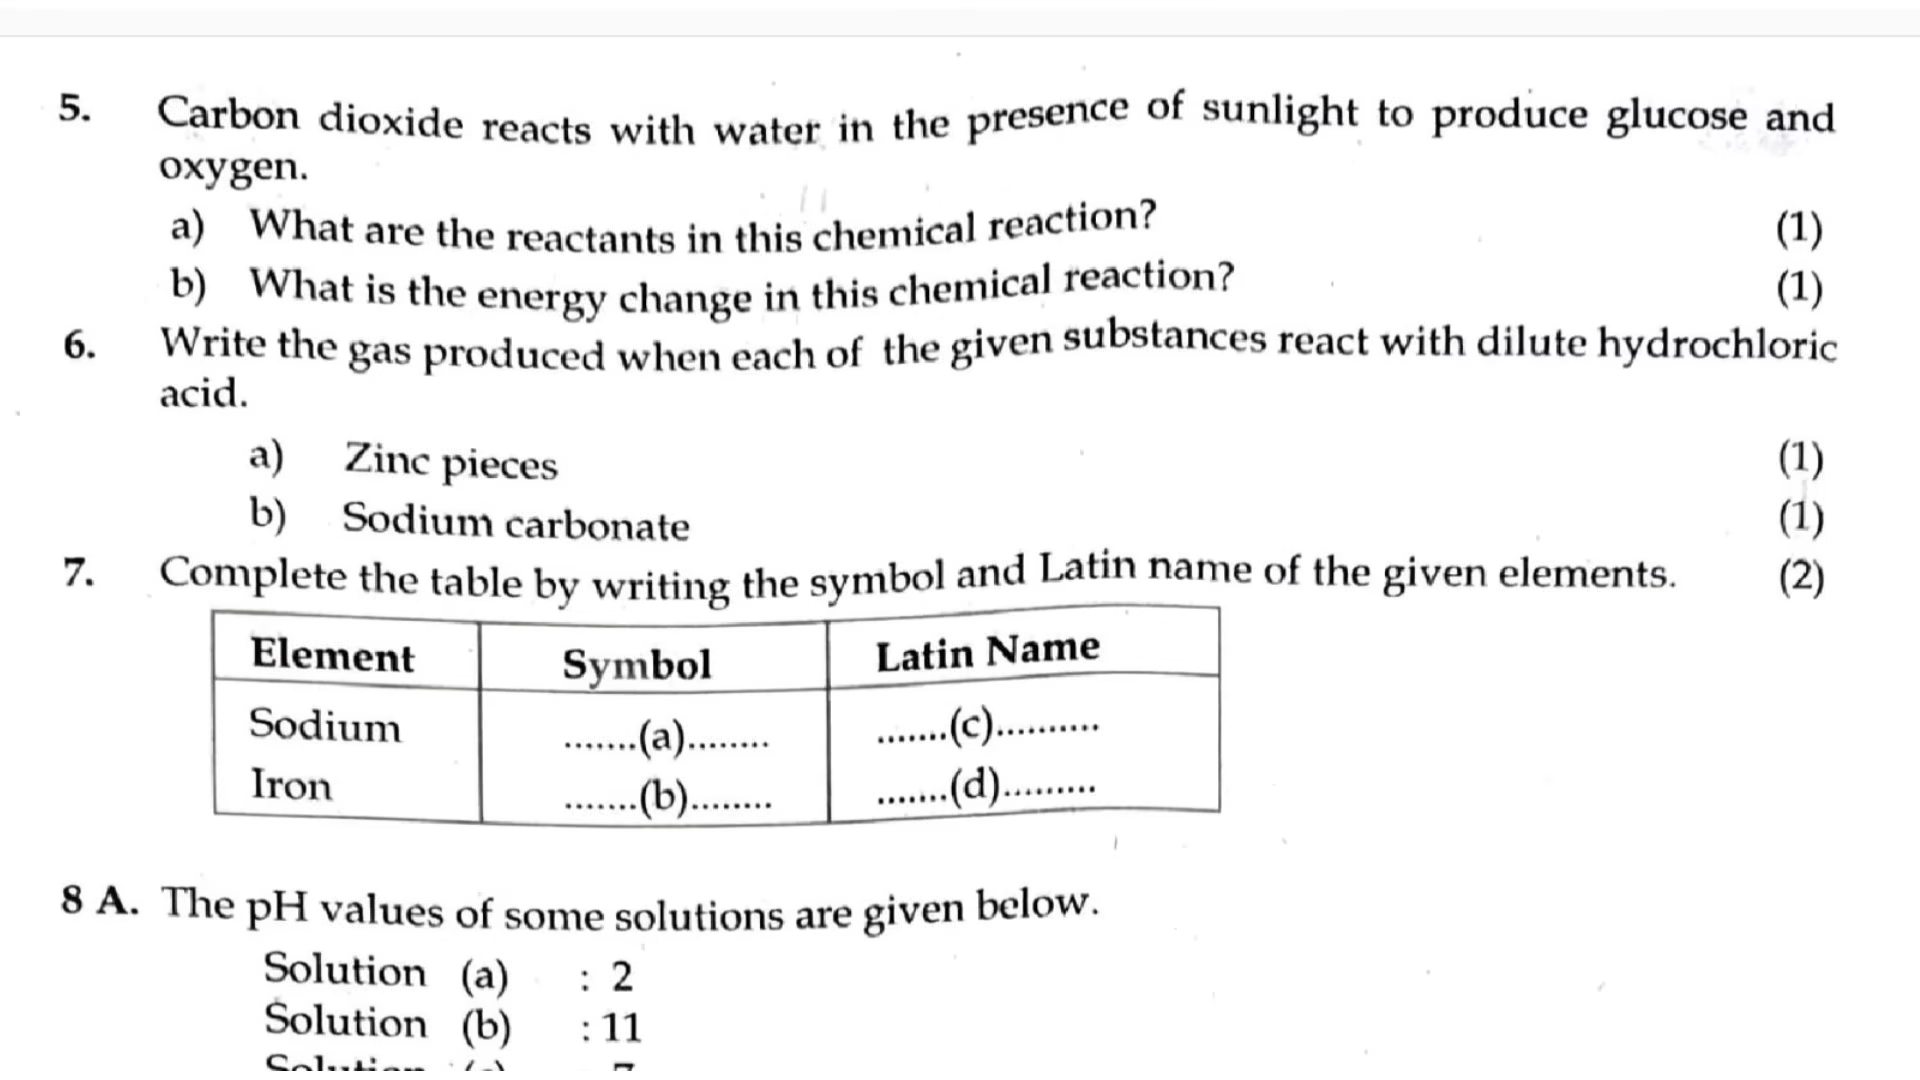 5. Carbon dioxide reacts with water in the presence of sunlight to produce glucose and
oxygen.
a) What are the reactants in this chemical reaction? (1)
b) What is the energy change in this chemical reaction? (1)
6. Write the gas produced when each of the given substances react with dilute hydrochloric
acid.
a) Zinc pieces (1)
b) Sodium carbonate (1)
7. Complete the table by writing the symbol and Latin name of the given elements. (2)
Element Symbol Latin Name
Sodium .......(a)........ .......(c)..........
Iron .......(b)........ .......(d).........
8 A. The pH values of some solutions are given below.
Solution (a) : 2
Solution (b) : 11
Solution